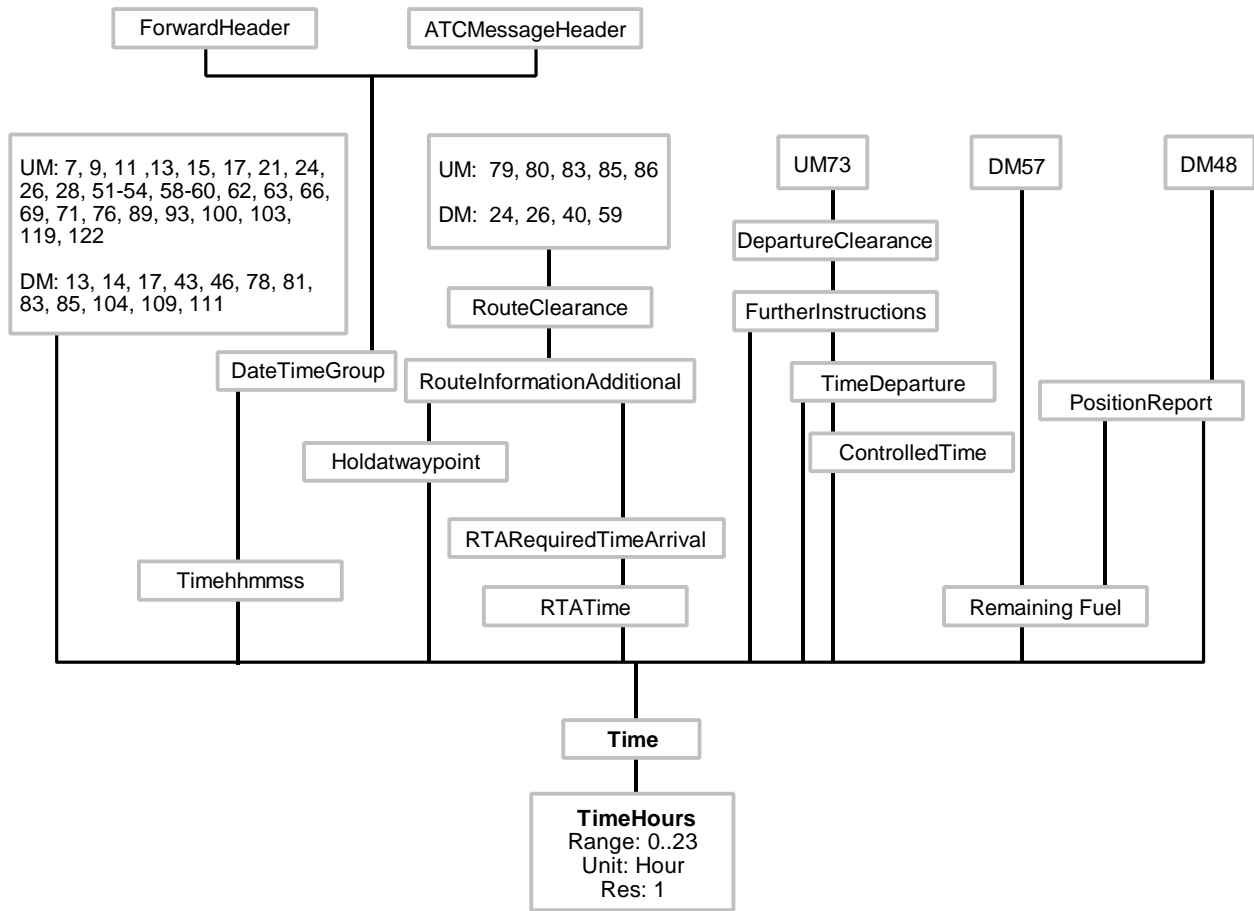 ForwardHeader
ATCMessageHeader
UM: 7, 9, 11 ,13, 15, 17, 21, 24,
26, 28, 51-54, 58-60, 62, 63, 66,
69, 71, 76, 89, 93, 100, 103,
119, 122
DM: 13, 14, 17, 43, 46, 78, 81,
83, 85, 104, 109, 111
UM: 79, 80, 83, 85, 86
DM: 24, 26, 40, 59
UM73
DM57
DM48
DepartureClearance
RouteClearance
FurtherInstructions
DateTimeGroup
RouteInformationAdditional
TimeDeparture
PositionReport
Holdatwaypoint
ControlledTime
RTARequiredTimeArrival
Timehhmmss
RTATime
Remaining Fuel
Time
TimeHours
Range: 0..23
Unit: Hour
Res: 1